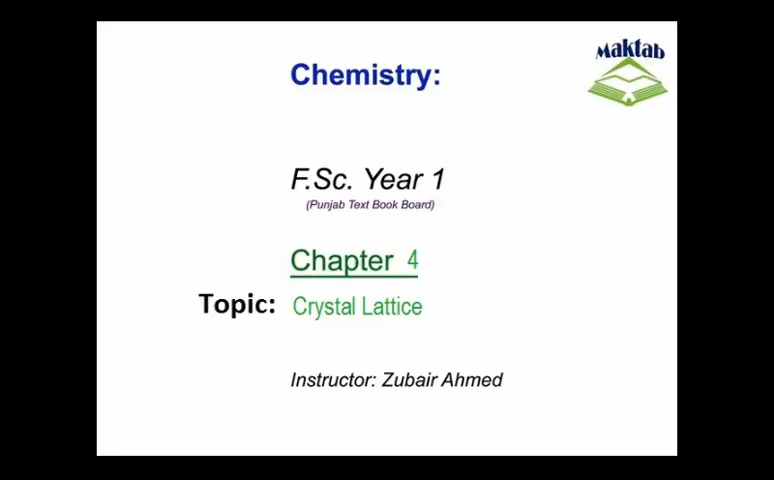 Maktab
Chemistry:
F.Sc. Year 1
(Punjab Text Book Board)
Chapter 4
Topic: Crystal Lattice
Instructor: Zubair Ahmed